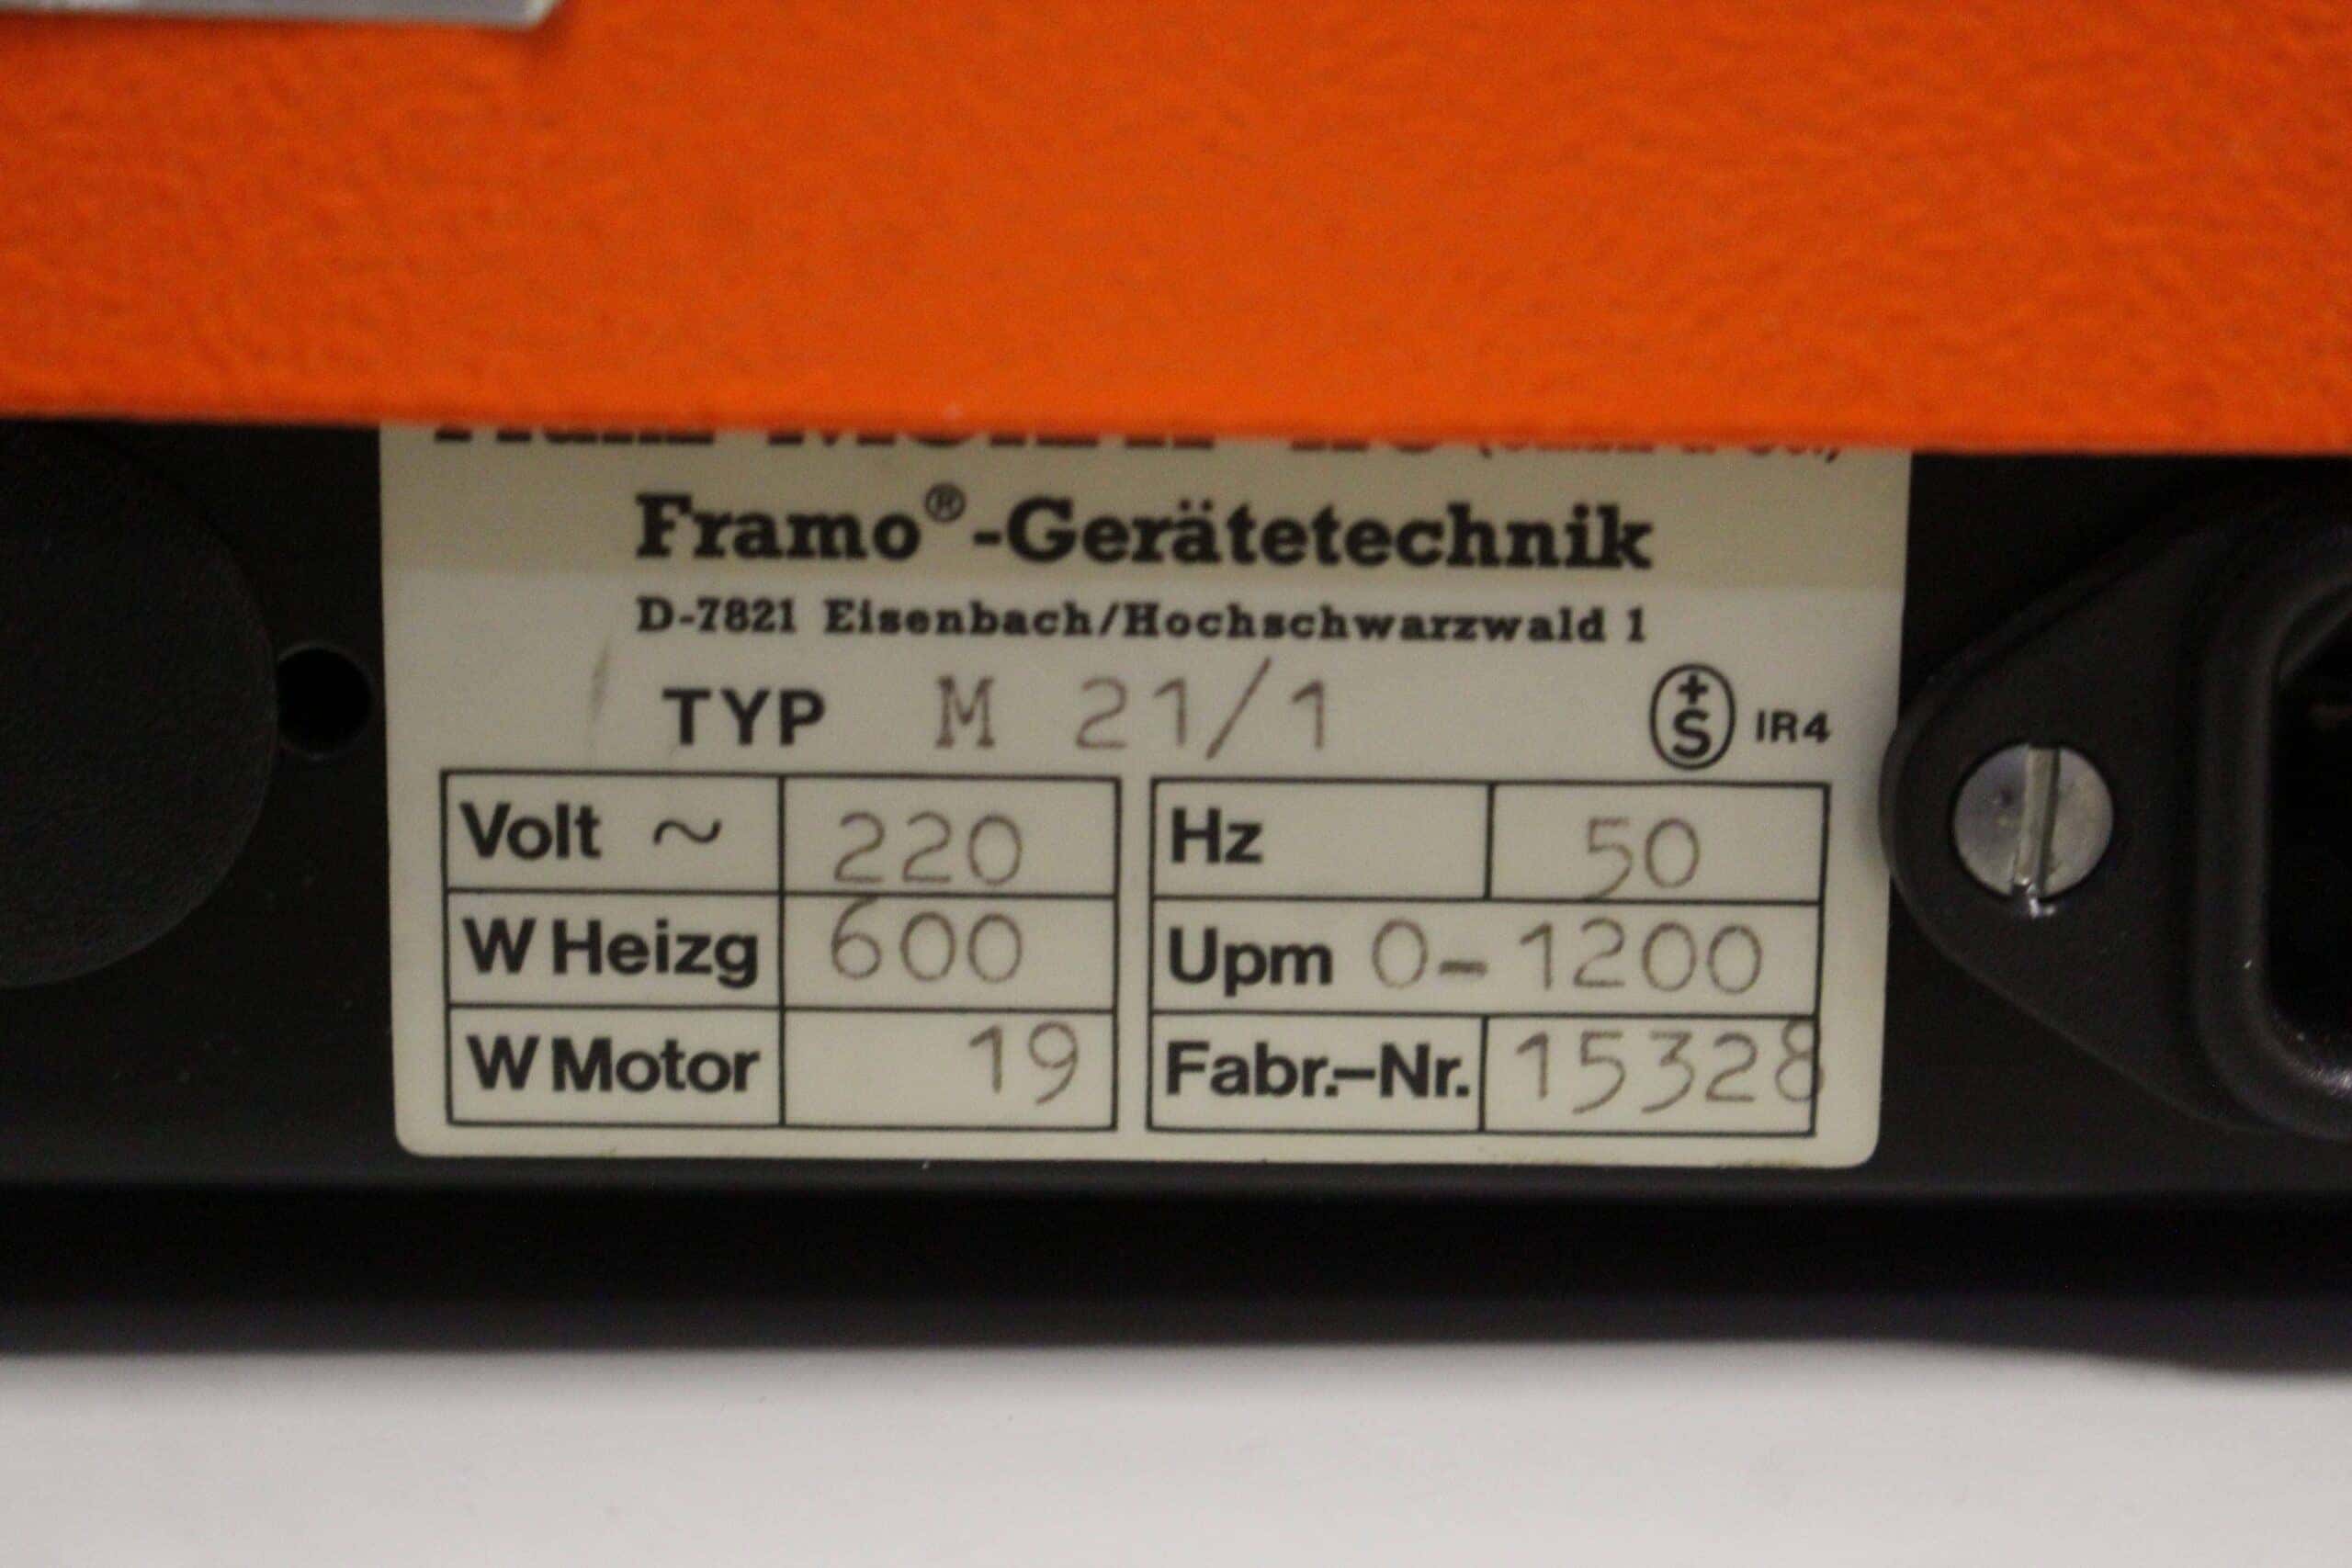 Framo®-Gerätetechnik
D-7821 Eisenbach/Hochschwarzwald 1
TYP M 21/1
+S IR4
Volt ~ 220 Hz 50
W Heizg 600 Upm 0-1200
W Motor 19 Fabr.-Nr. 15328